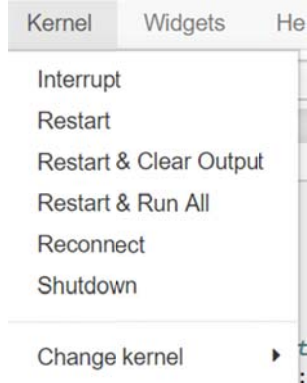 Kernel Widgets He
Interrupt
Restart
Restart & Clear Output
Restart & Run All
Reconnect
Shutdown
Change kernel